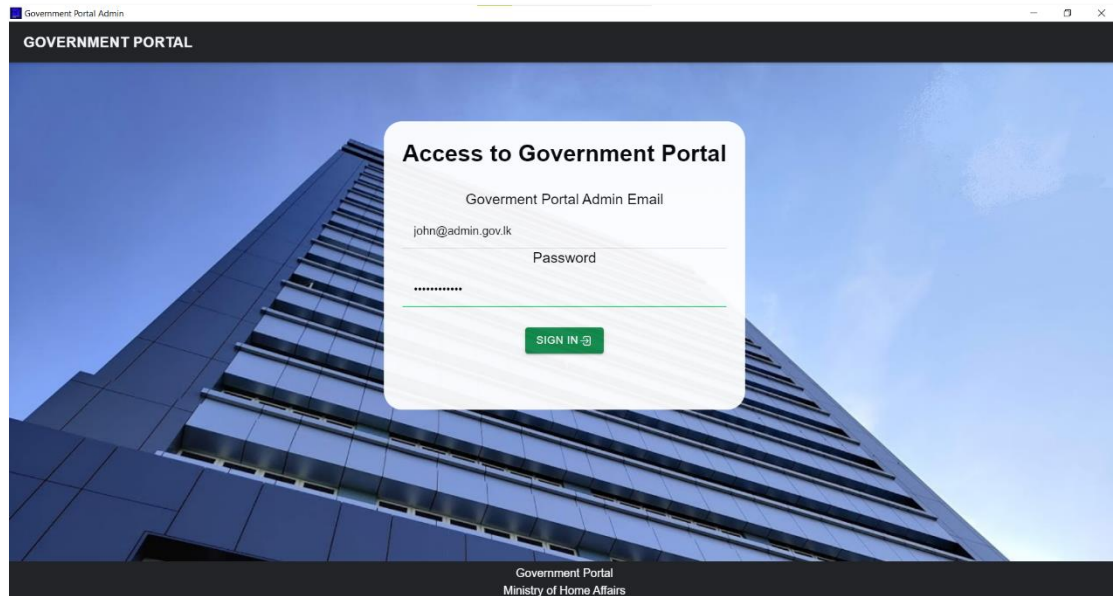 Government Portal Admin
GOVERNMENT PORTAL
Access to Government Portal
Goverment Portal Admin Email
john@admin.gov.lk
Password
••••••••••••
SIGN IN
Government Portal
Ministry of Home Affairs